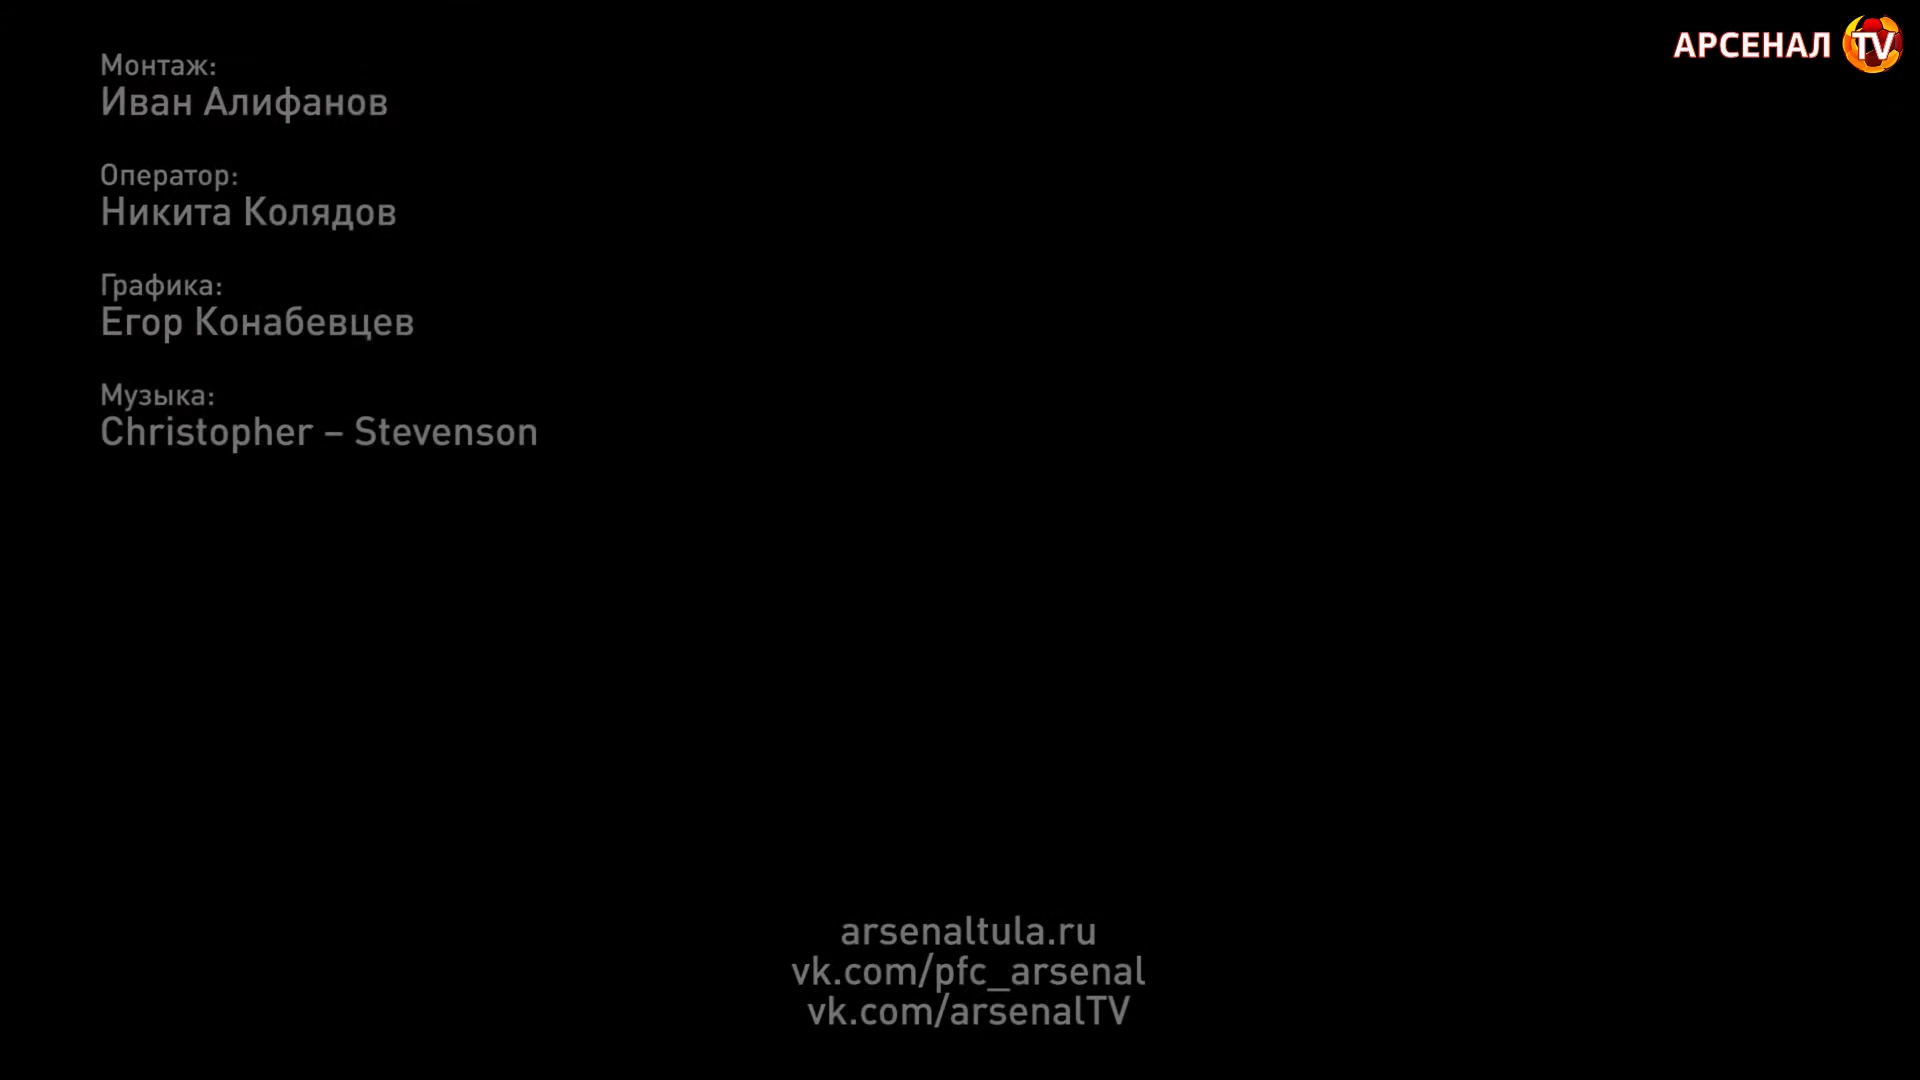 АРСЕНАЛ TV
Монтаж:
Иван Алифанов
Оператор:
Никита Колядов
Графика:
Егор Конабевцев
Музыка:
Christopher – Stevenson
arsenaltula.ru
vk.com/pfc_arsenal
vk.com/arsenalTV